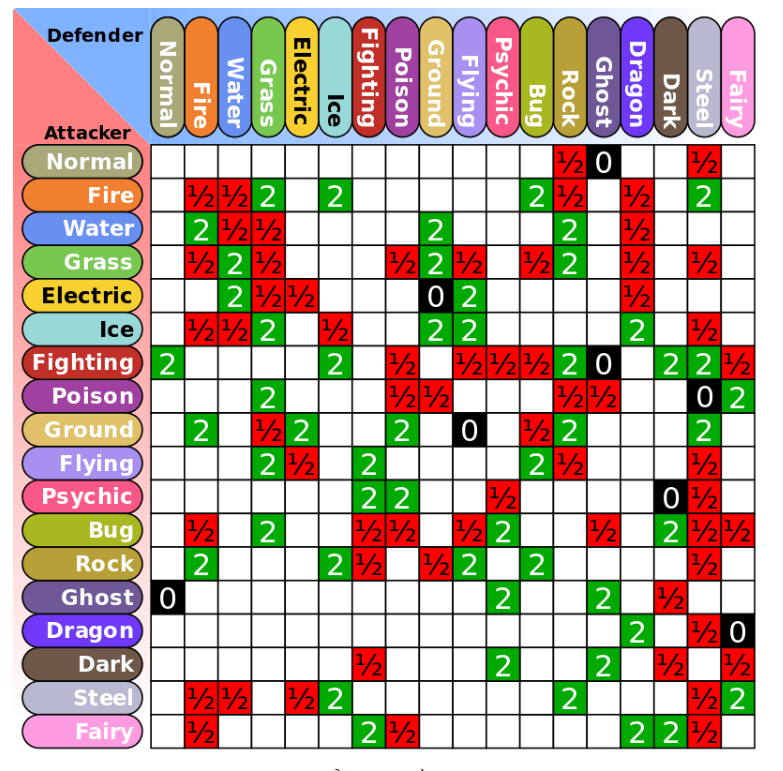 Defender
Attacker
Normal Fire Water Grass Electric Ice Fighting Poison Ground Flying Psychic Bug Rock Ghost Dragon Dark Steel Fairy
Normal ½ 0 ½
Fire ½ ½ 2 2 2 ½ ½ 2
Water 2 ½ ½ 2 2 ½
Grass ½ 2 ½ ½ 2 ½ ½ 2 ½ ½
Electric 2 ½ ½ 0 2 ½
Ice ½ ½ 2 ½ 2 2 2 ½
Fighting 2 2 ½ ½ ½ ½ 2 0 2 2 ½
Poison 2 ½ ½ ½ ½ 0 2
Ground 2 ½ 2 2 0 ½ 2 2
Flying 2 ½ 2 2 ½ ½
Psychic 2 2 ½ 0 ½
Bug ½ 2 ½ ½ ½ 2 ½ 2 ½ ½
Rock 2 2 ½ ½ 2 2 ½
Ghost 0 2 2 ½
Dragon 2 ½ 0
Dark ½ 2 2 ½ ½
Steel ½ ½ ½ 2 2 ½ 2
Fairy ½ 2 ½ 2 2 ½